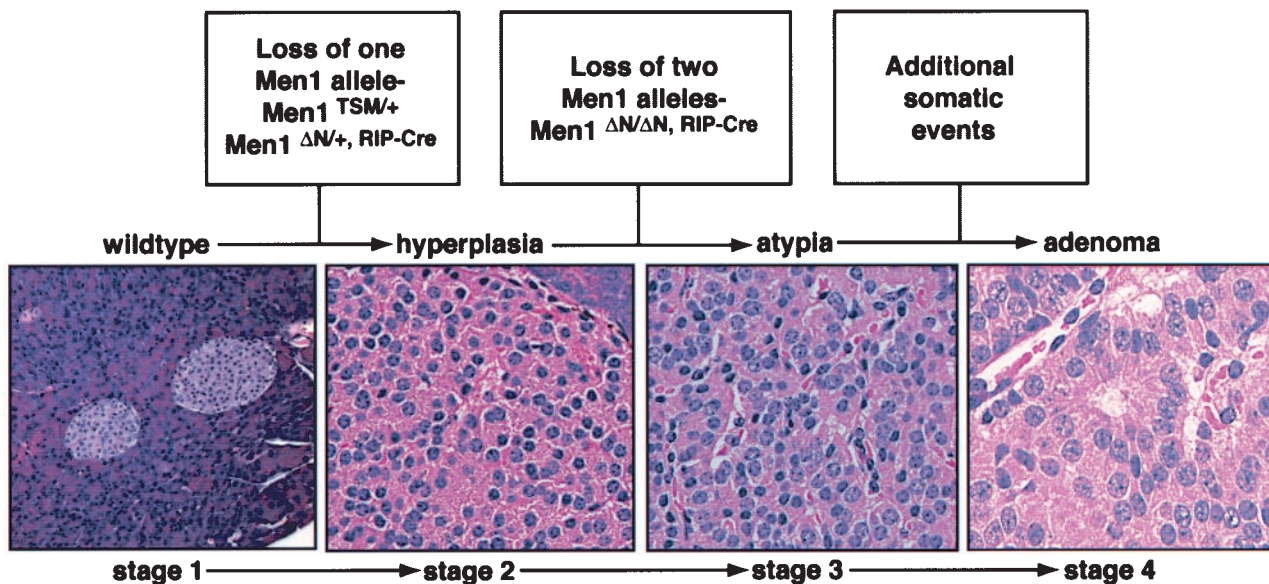 Loss of one
Men1 allele-
Men1 TSM/+
Men1 ΔN/+, RIP-Cre
Loss of two
Men1 alleles-
Men1 ΔN/ΔN, RIP-Cre
Additional
somatic
events
wildtype hyperplasia atypia adenoma
stage 1 stage 2 stage 3 stage 4